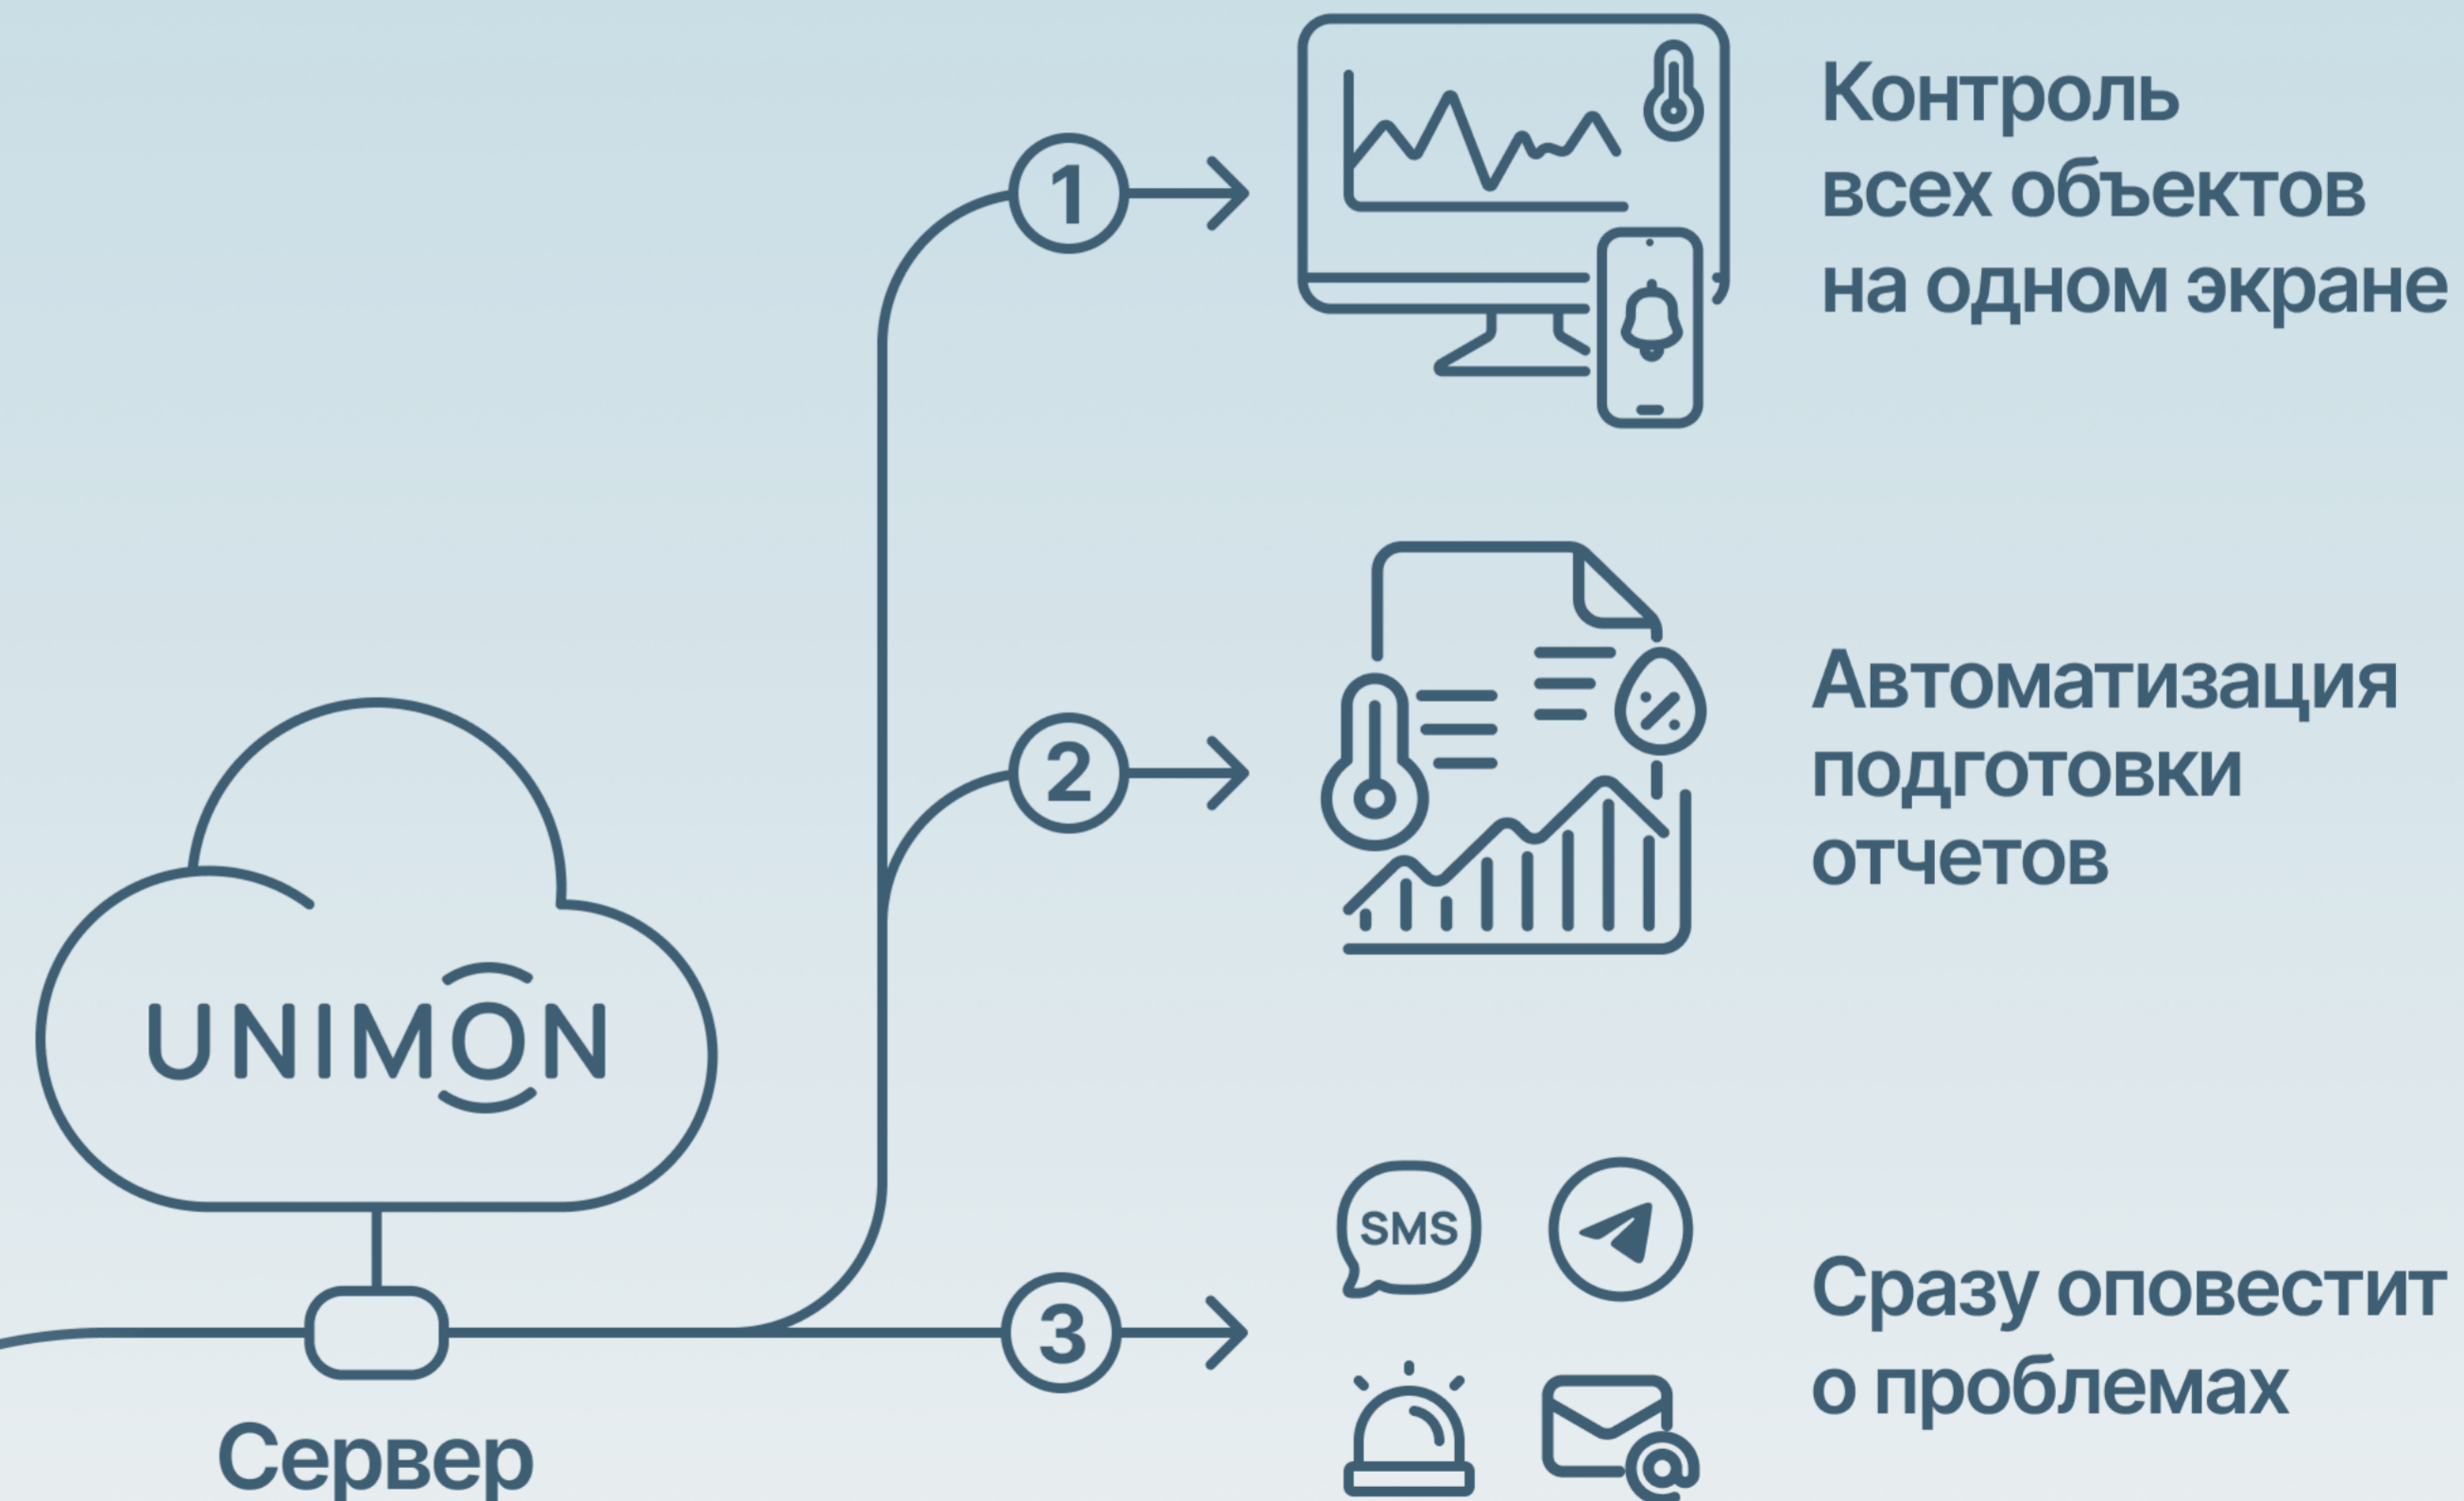 1
Контроль
всех объектов
на одном экране
2
Автоматизация
подготовки
отчетов
UNIMON
Сервер
3
SMS
Сразу оповестит
о проблемах